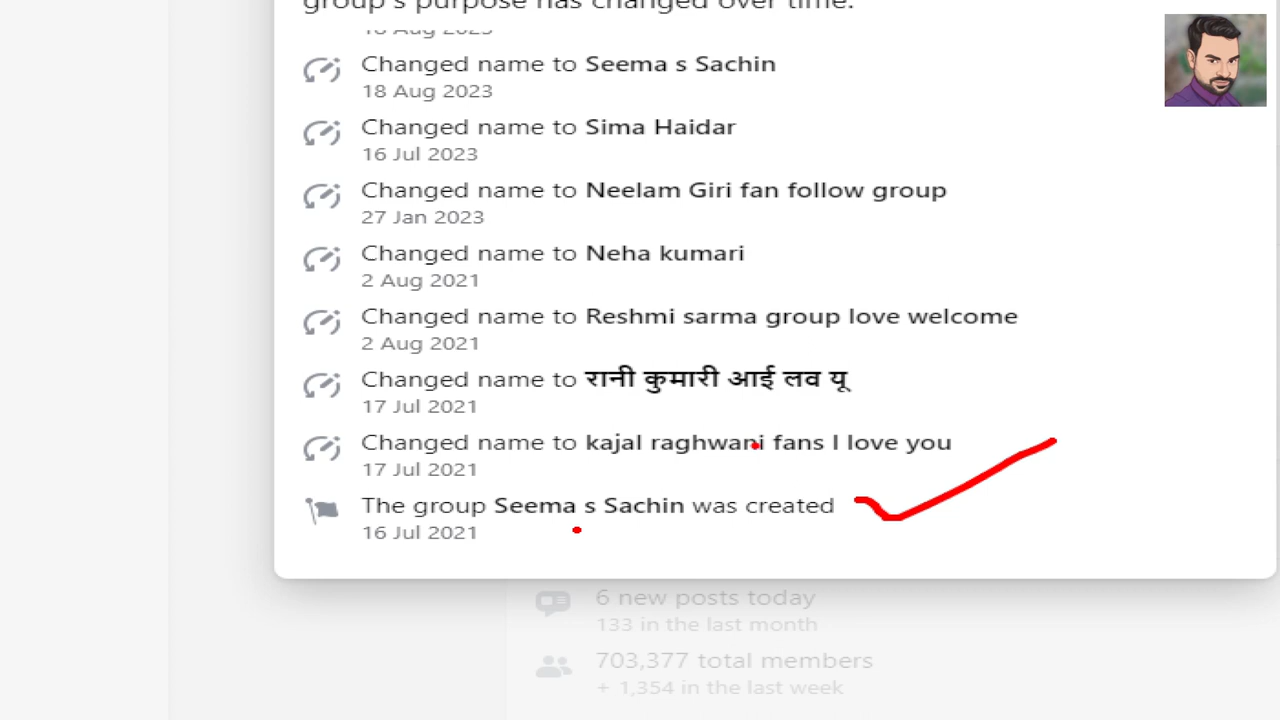 group's purpose has changed over time.
18 Aug 2023
Changed name to Seema s Sachin
18 Aug 2023
Changed name to Sima Haidar
16 Jul 2023
Changed name to Neelam Giri fan follow group
27 Jan 2023
Changed name to Neha kumari
2 Aug 2021
Changed name to Reshmi sarma group love welcome
2 Aug 2021
Changed name to रानी कुमारी आई लव यू
17 Jul 2021
Changed name to kajal raghwani fans I love you
17 Jul 2021
The group Seema s Sachin was created
16 Jul 2021
6 new posts today
133 in the last month
703,377 total members
+ 1,354 in the last week